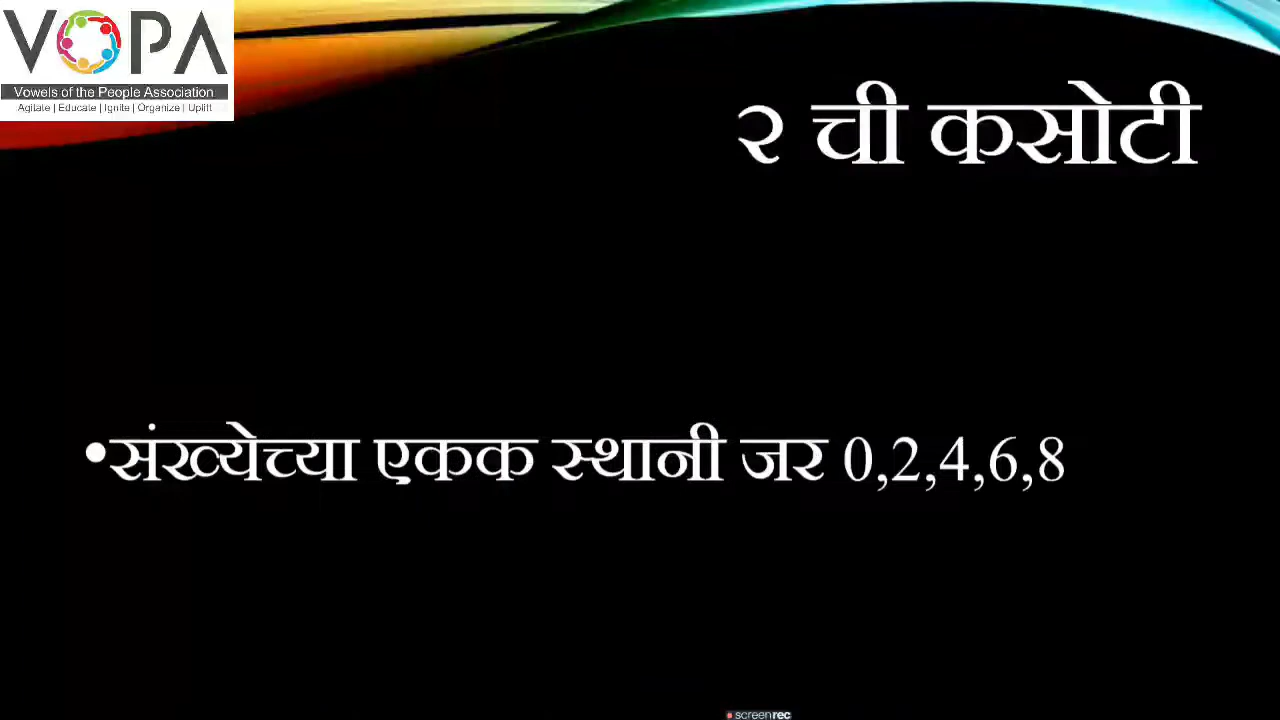 VOPA
Vowels of the People Association
Agitate | Educate | Ignite | Organize | Uplift
२ ची कसोटी
•संख्येच्या एकक स्थानी जर 0,2,4,6,8
screenrec